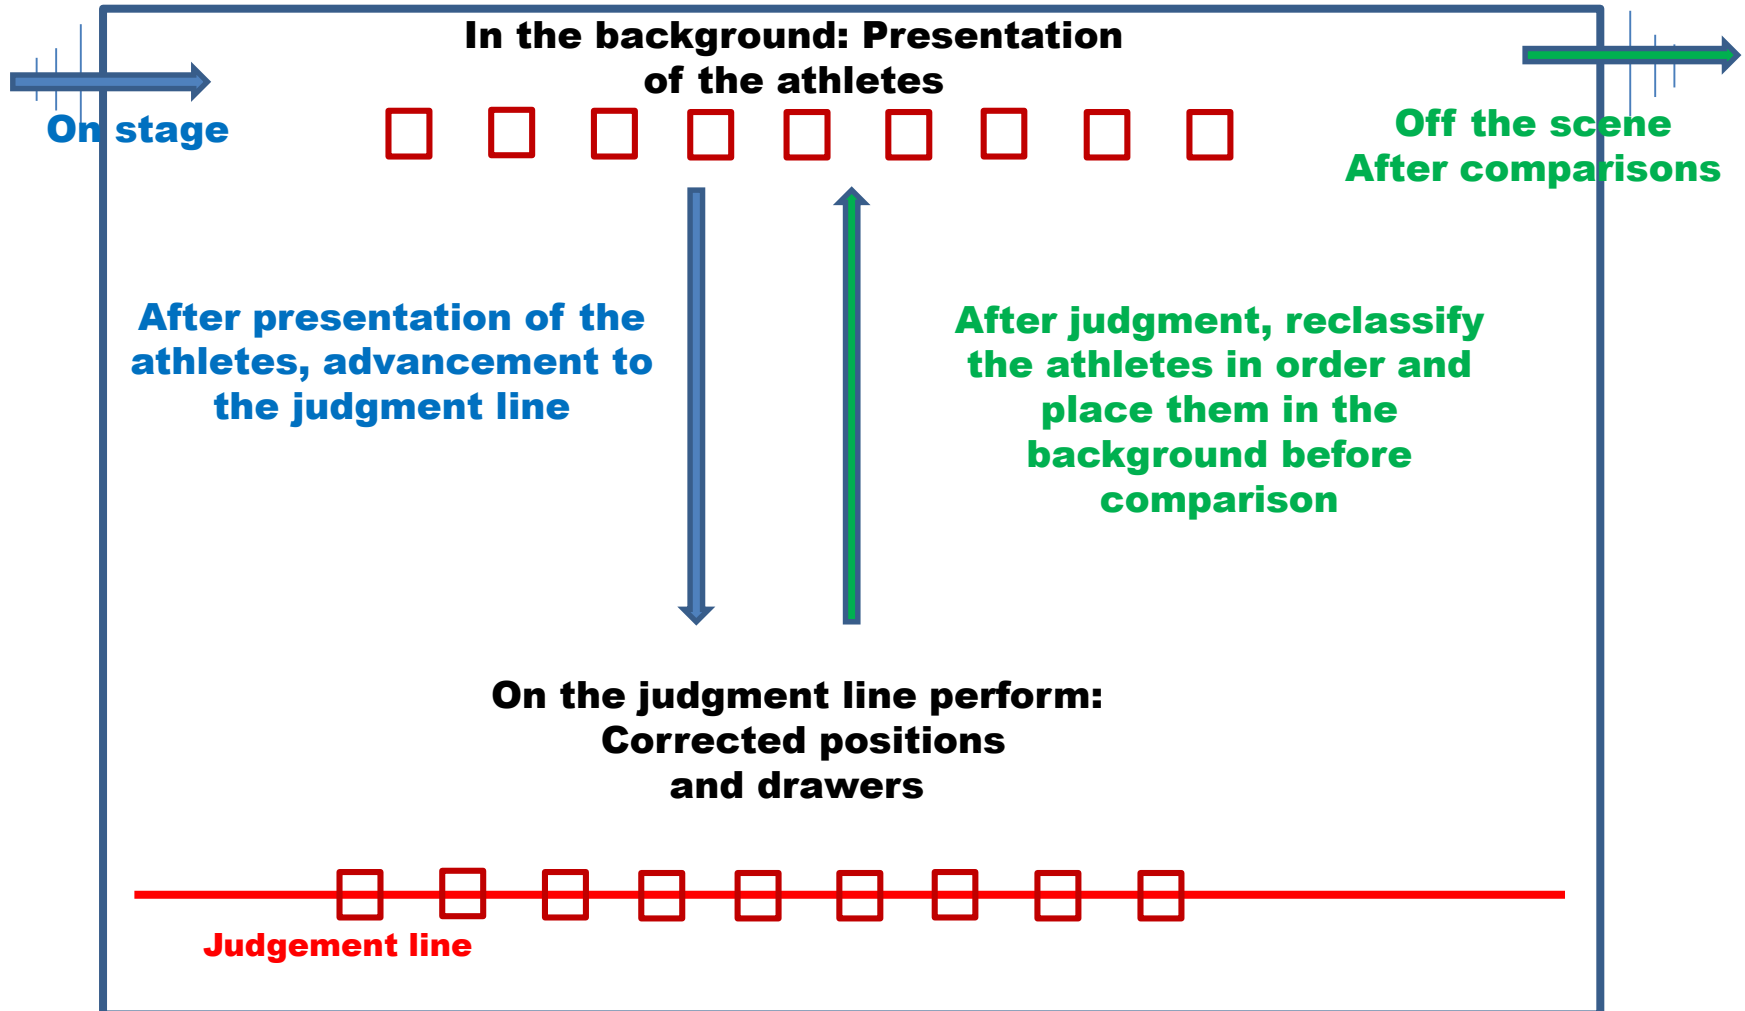 In the background: Presentation
of the athletes
On stage
Off the scene
After comparisons
After presentation of the
athletes, advancement to
the judgment line
After judgment, reclassify
the athletes in order and
place them in the
background before
comparison
On the judgment line perform:
Corrected positions
and drawers
Judgement line